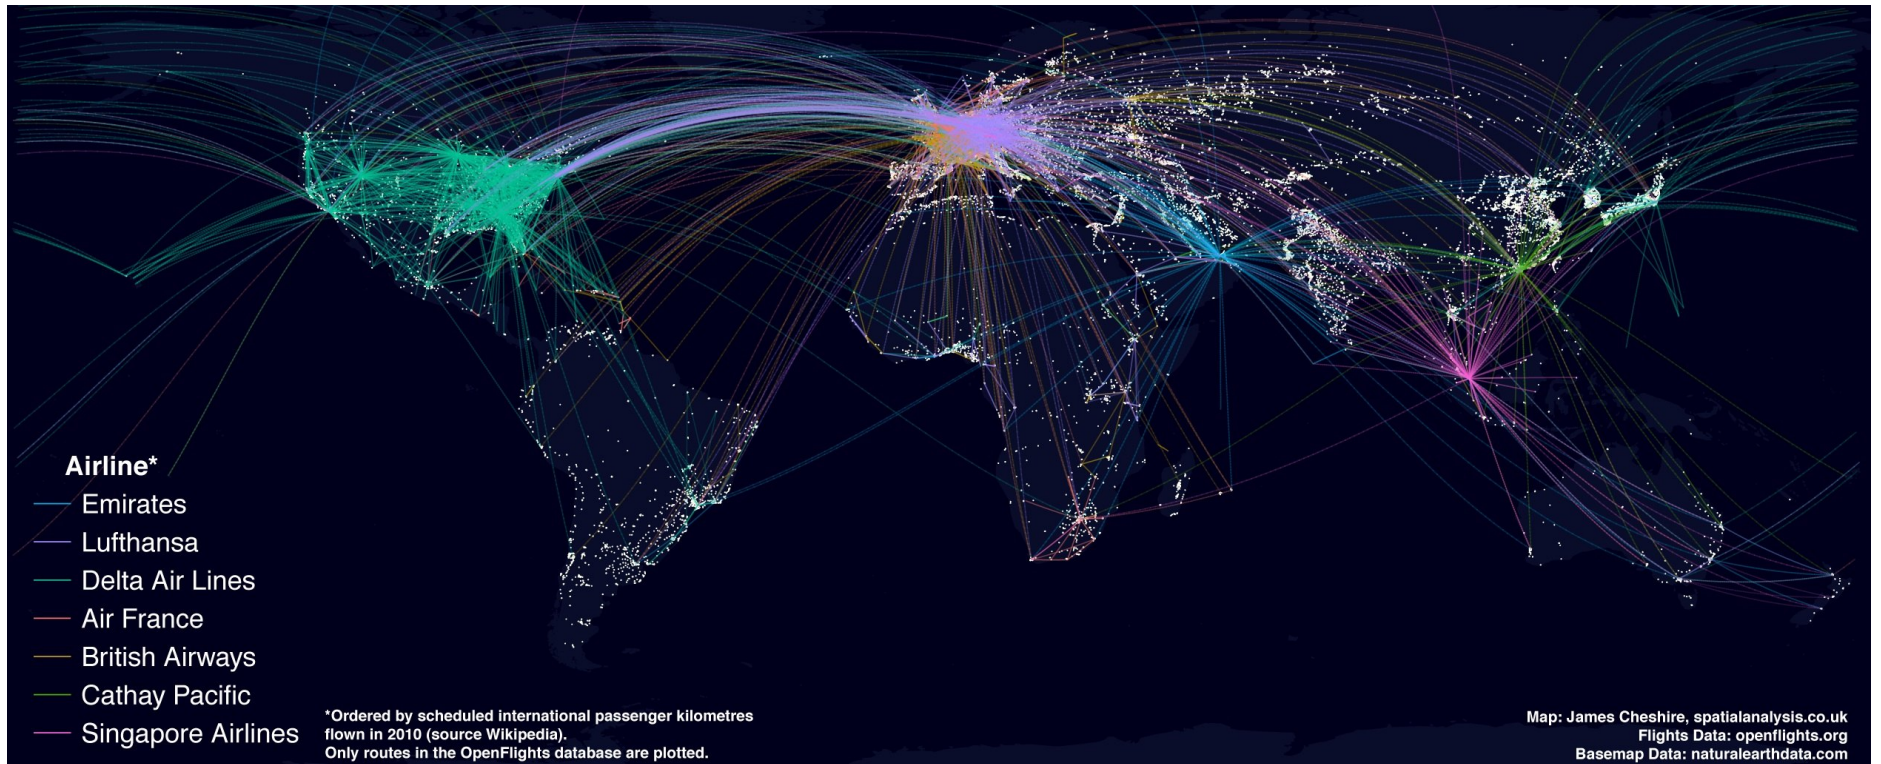 Airline*
Emirates
Lufthansa
Delta Air Lines
Air France
British Airways
Cathay Pacific
Singapore Airlines
*Ordered by scheduled international passenger kilometres
flown in 2010 (source Wikipedia).
Only routes in the OpenFlights database are plotted.
Map: James Cheshire, spatialanalysis.co.uk
Flights Data: openflights.org
Basemap Data: naturalearthdata.com